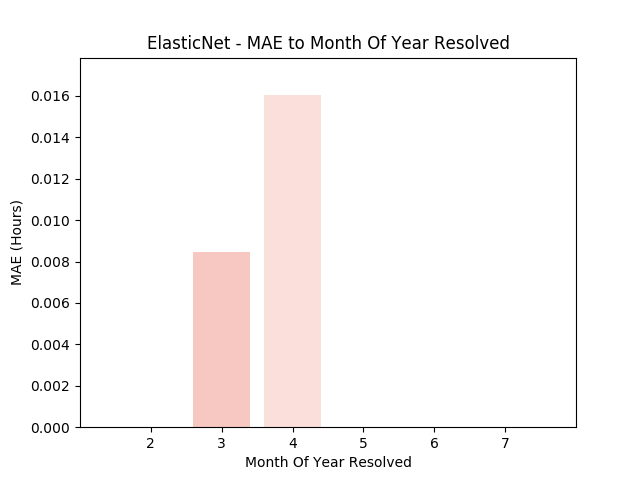 ElasticNet - MAE to Month Of Year Resolved
0.016
0.014
0.012
0.010
0.008
0.006
0.004
0.002
0.000
MAE (Hours)
2 3 4 5 6 7
Month Of Year Resolved